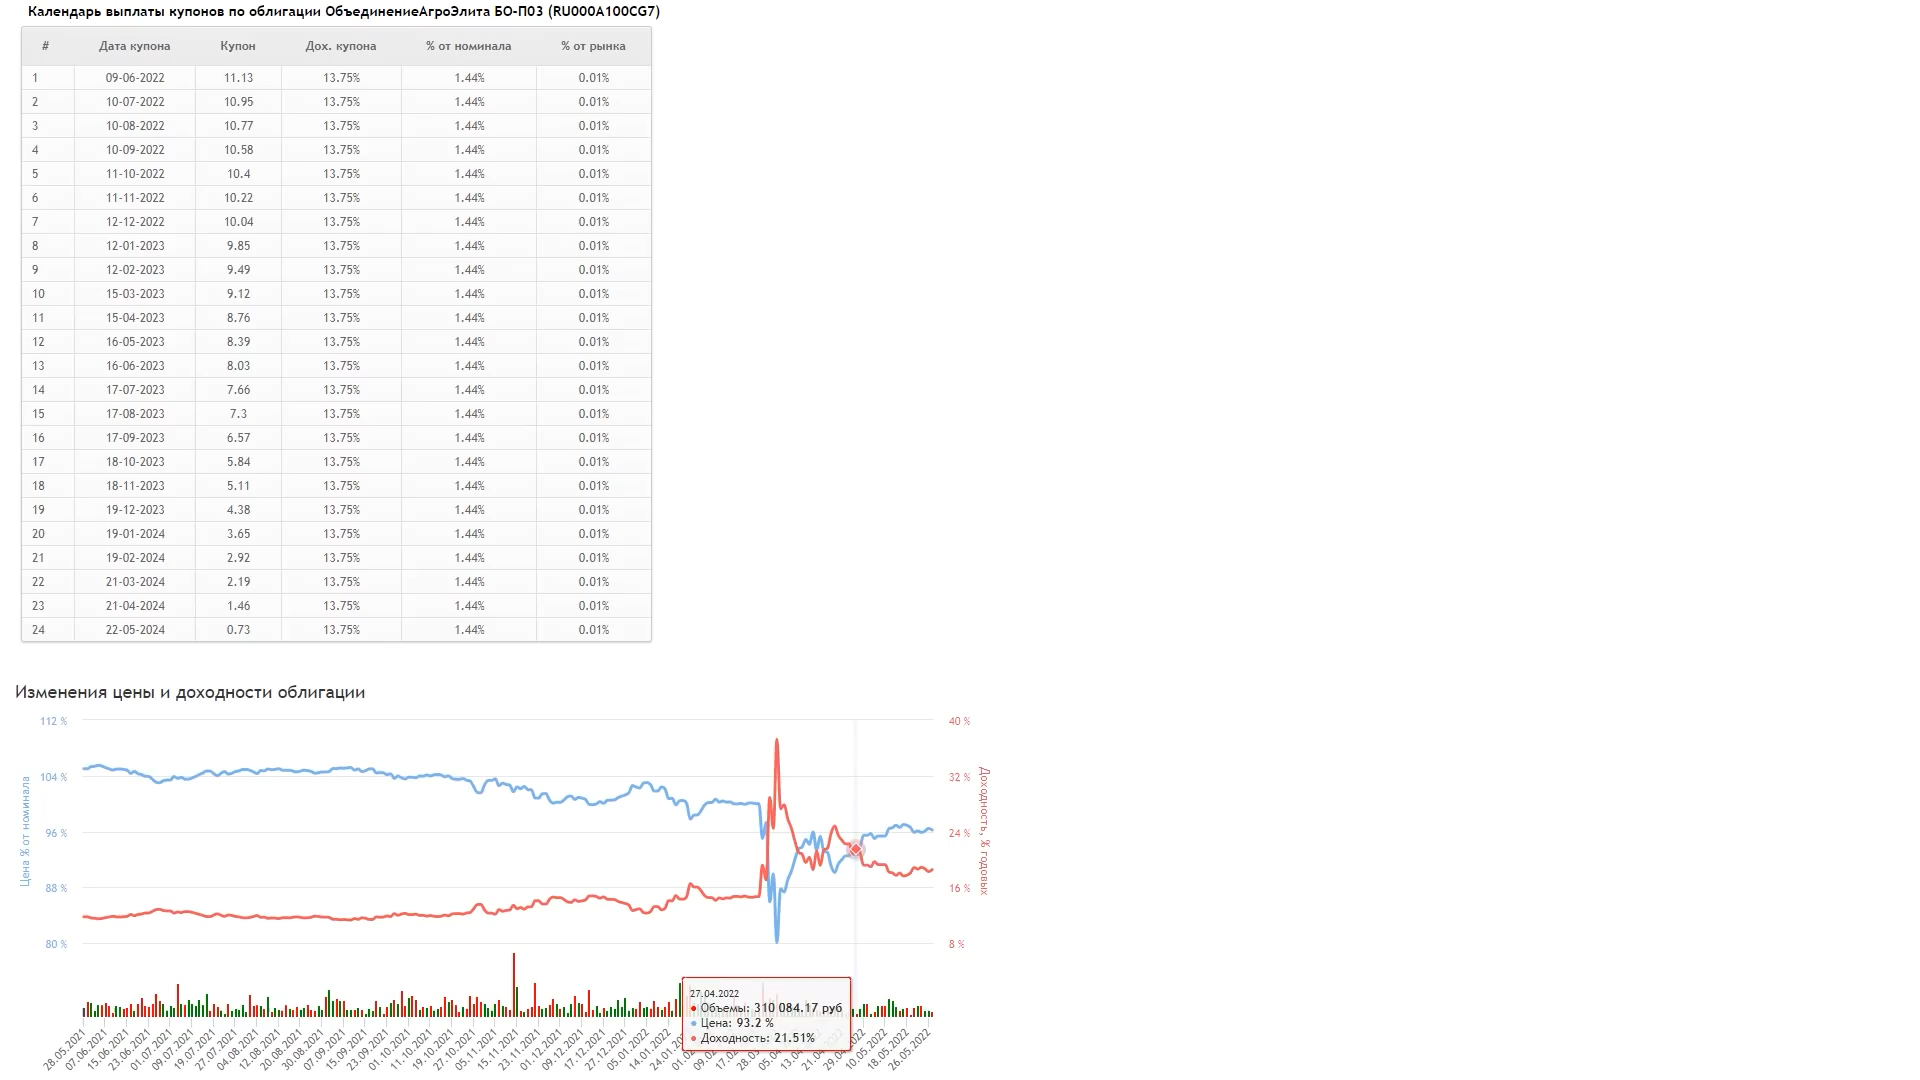 Календарь выплаты купонов по облигации ОбъединениеАгроЭлита БО-П03 (RU000A100CG7)
# Дата купона Купон Дох. купона % от номинала % от рынка
1 09-06-2022 11.13 13.75% 1.44% 0.01%
2 10-07-2022 10.95 13.75% 1.44% 0.01%
3 10-08-2022 10.77 13.75% 1.44% 0.01%
4 10-09-2022 10.58 13.75% 1.44% 0.01%
5 11-10-2022 10.4 13.75% 1.44% 0.01%
6 11-11-2022 10.22 13.75% 1.44% 0.01%
7 12-12-2022 10.04 13.75% 1.44% 0.01%
8 12-01-2023 9.85 13.75% 1.44% 0.01%
9 12-02-2023 9.49 13.75% 1.44% 0.01%
10 15-03-2023 9.12 13.75% 1.44% 0.01%
11 15-04-2023 8.76 13.75% 1.44% 0.01%
12 16-05-2023 8.39 13.75% 1.44% 0.01%
13 16-06-2023 8.03 13.75% 1.44% 0.01%
14 17-07-2023 7.66 13.75% 1.44% 0.01%
15 17-08-2023 7.3 13.75% 1.44% 0.01%
16 17-09-2023 6.57 13.75% 1.44% 0.01%
17 18-10-2023 5.84 13.75% 1.44% 0.01%
18 18-11-2023 5.11 13.75% 1.44% 0.01%
19 19-12-2023 4.38 13.75% 1.44% 0.01%
20 19-01-2024 3.65 13.75% 1.44% 0.01%
21 19-02-2024 2.92 13.75% 1.44% 0.01%
22 21-03-2024 2.19 13.75% 1.44% 0.01%
23 21-04-2024 1.46 13.75% 1.44% 0.01%
24 22-05-2024 0.73 13.75% 1.44% 0.01%
Изменения цены и доходности облигации
112 % 40 %
104 % 32 %
96 % 24 %
88 % 16 %
80 % 8 %
Цена % от номинала
Доходность, % годовых
27.04.2022
Объемы: 310 084.17 руб
Цена: 93.2 %
Доходность: 21.51%
28.05.2021 07.06.2021 15.06.2021 23.06.2021 01.07.2021 09.07.2021 19.07.2021 27.07.2021 04.08.2021 12.08.2021 20.08.2021 30.08.2021 07.09.2021 15.09.2021 23.09.2021 01.10.2021 11.10.2021 19.10.2021 27.10.2021 05.11.2021 15.11.2021 23.11.2021 01.12.2021 09.12.2021 17.12.2021 27.12.2021 05.01.2022 14.01.2022 10.05.2022 18.05.2022 26.05.2022